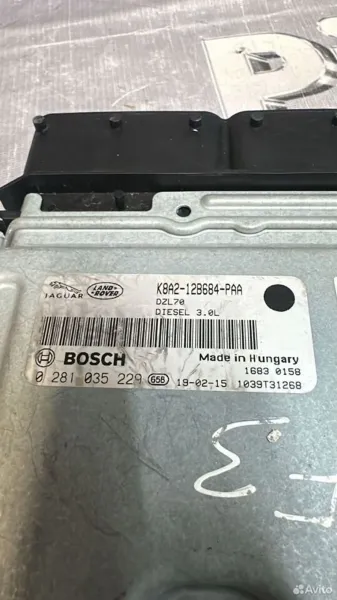 JAGUAR
LAND ROVER
K8A2-12B684-PAA
DZL70
DIESEL 3.0L
BOSCH
Made in Hungary
1683 0158
0 281 035 229 G5B 19-02-15 1039T31268
Avito